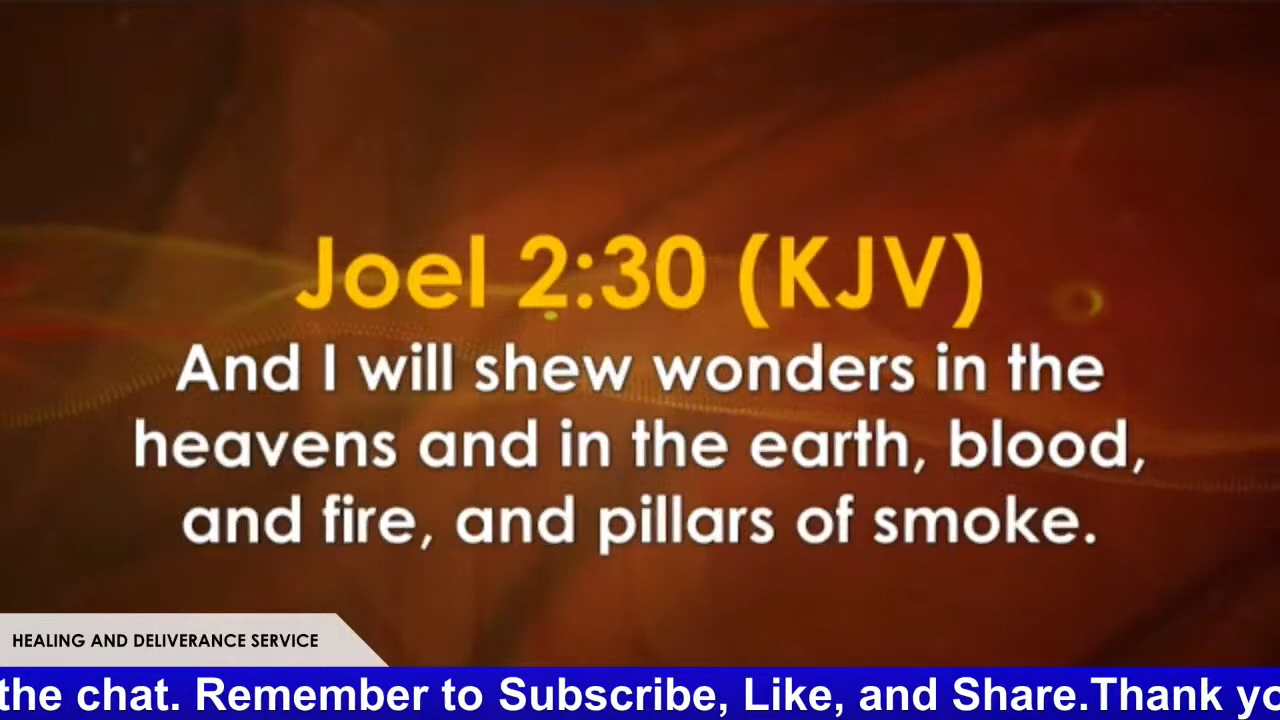 Joel 2:30 (KJV)
And I will shew wonders in the
heavens and in the earth, blood,
and fire, and pillars of smoke.
HEALING AND DELIVERANCE SERVICE
the chat. Remember to Subscribe, Like, and Share.Thank yo